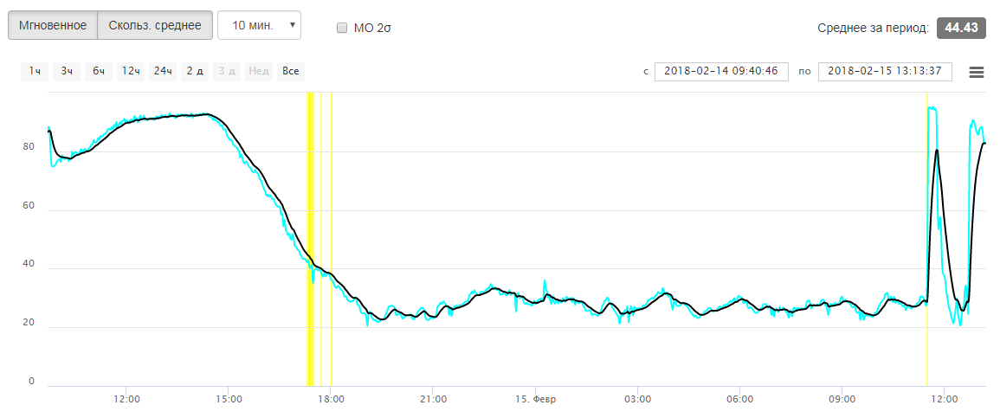 Мгновенное Скольз. среднее 10 мин. МО 2σ Среднее за период: 44.43
1ч 3ч 6ч 12ч 24ч 2 д 3 д Нед Все с 2018-02-14 09:40:46 по 2018-02-15 13:13:37
80
60
40
20
0
12:00 15:00 18:00 21:00 15. Февр 03:00 06:00 09:00 12:00